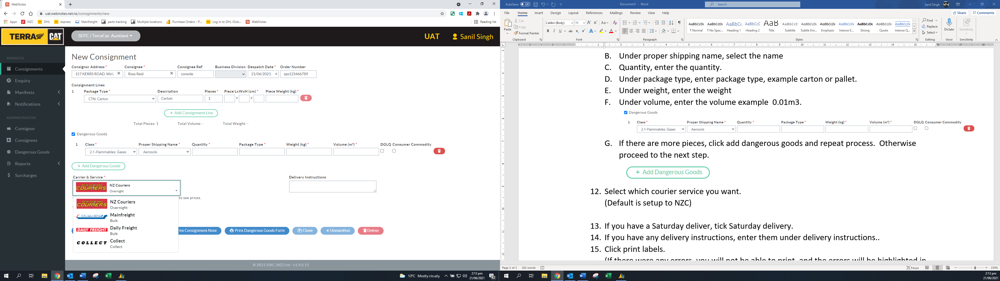 WebNotes
uat.webnotes.net.nz/consignments/new
Apps NZC DHL express Mainfreight parts tracking Multiple locations Purchase Orders - P... Log in to DHL Glob... WebNotes Reading list
TERRA CAT SDTC / TerraCat- Auckland UAT Sanil Singh
DESPATCH
Consignments
Enquiry
Manifests
Notifications
ADMINISTRATION
Consignor
Consignees
Dangerous Goods
Reports
Surcharges
New Consignment
Consignor Address * Consignee * Consignee Ref Business Division Despatch Date * Order Number
157 KERRS ROAD, Wiri, × Ross Reid × console 21/06/2021 × sps123466789
Consignment Lines
1 Package Type * Description Pieces * Piece LxWxH (cm) * Piece Weight (kg) *
CTN: Carton Carton 1 x x
+ Add Consignment Line
Total Pieces: 1 Total Volume: - Total Weight: -
Dangerous Goods
1 Class * Proper Shipping Name * Quantity * Package Type * Weight (kg) * Volume (m³) * DGLQ Consumer Commodity
2.1-Flammables: Gases Aerosols
+ Add Dangerous Goods
Carrier & Service * Delivery Instructions
NEW ZEALAND COURIERS NZ Couriers
Overnight
to see prices.
NEW ZEALAND COURIERS NZ Couriers
Overnight
MAINFREIGHT Mainfreight
Bulk
DAILY FREIGHT Daily Freight
Bulk
COLLECT Collect
Collect
rint Consignment Note Print Dangerous Goods Form Clone × Unmanifest Delete
© 2021 ISAC (NZ) Ltd - v1.4.0.11
10°C Mostly cloudy 2:13 pm
21/06/2021 42
AutoSave Off Document1 - Word Search Sanil Singh
File Home Insert Design Layout References Mailings Review View Help Share Comments
Paste Cut
Copy
Format Painter
Calibri (Body) 11
AaBbCcDc AaBbCcDc AaBbCc AaBbCcC AaB AaBbCcC AaBbCcDc AaBbCcDc AaBbCcDc AaBbCcDc AaBbCcDc AaBbCcDc
¶ Normal ¶ No Spac... Heading 1 Heading 2 Title Subtitle Subtle Em... Emphasis Intense E... Strong Quote Intense Q...
Find
Replace
Select
Dictate Sensitivity
Clipboard Font Paragraph Styles Editing Voice Sensitivity
B. Under proper shipping name, select the name
C. Quantity, enter the quantity.
D. Under package type, enter package type, example carton or pallet.
E. Under weight, enter the weight
F. Under volume, enter the volume example 0.01m3.
Dangerous Goods
1 Class * Proper Shipping Name * Quantity * Package Type * Weight (kg) * Volume (m³) * DGLQ Consumer Commodity
2.1-Flammables: Gases Aerosols
G. If there are more pieces, click add dangerous goods and repeat process. Otherwise
proceed to the next step.
+ Add Dangerous Goods
12. Select which courier service you want.
(Default is setup to NZC)
13. If you have a Saturday deliver, tick Saturday delivery.
14. If you have any delivery instructions, enter them under delivery instructions..
15. Click print labels.
(If there were any errors, you will not be able to print, and the errors will be highlighted in
Page 2 of 2 282 words Focus 230%
2:13 pm
21/06/2021